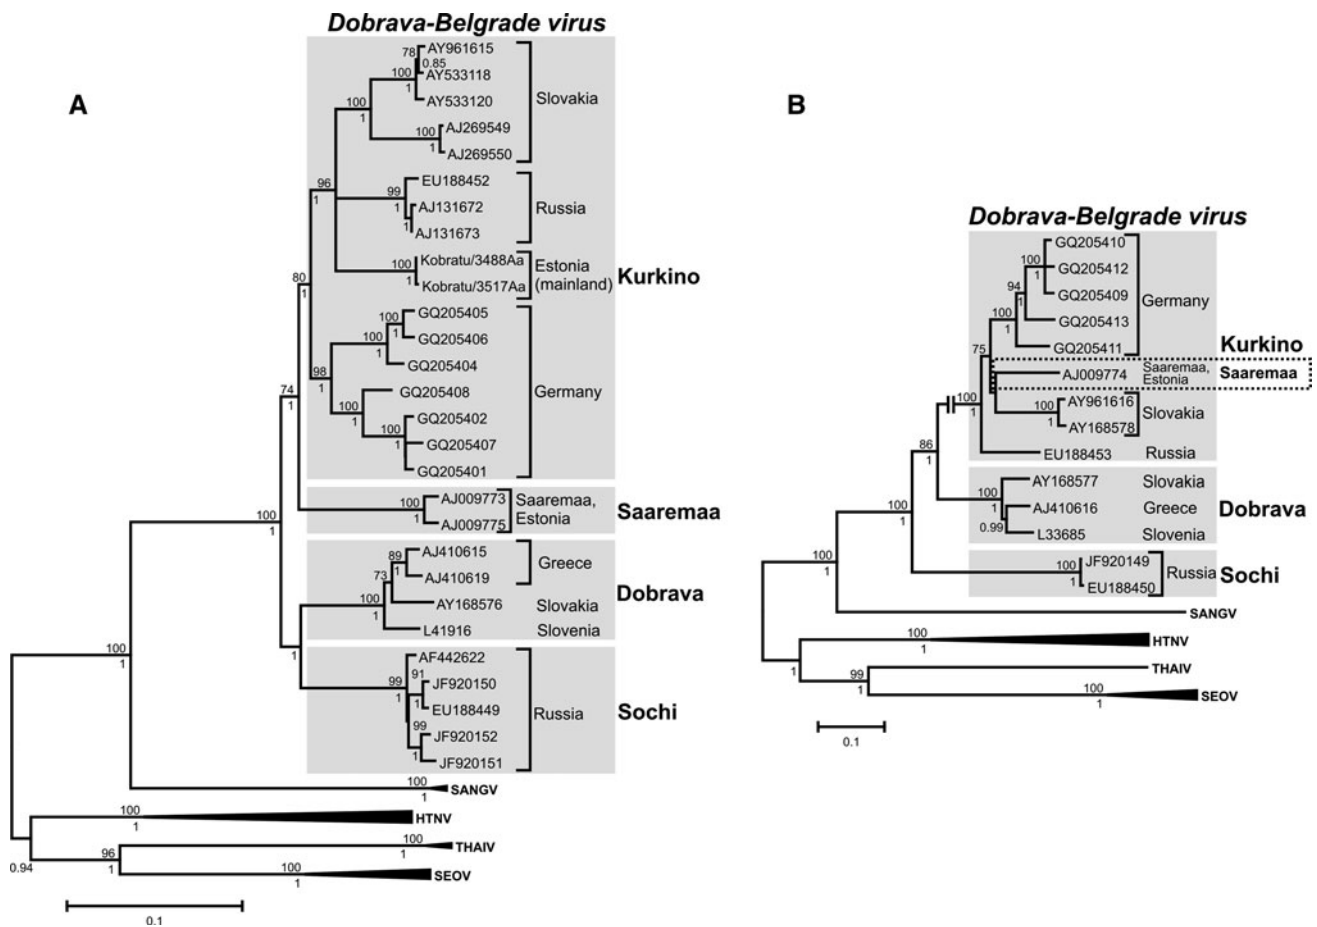 A
Dobrava-Belgrade virus
78
AY961615
0.85
100
AY533118
1
AY533120
Slovakia
100
1
100
AJ269549
1
AJ269550
96
1
99
EU188452
1
AJ131672
1
AJ131673
Russia
100
Kobratu/3488Aa
1
Kobratu/3517Aa
Estonia
(mainland)
Kurkino
80
1
100
GQ205405
1
GQ205406
100
1
GQ205404
98
1
GQ205408
100
1
GQ205402
100
GQ205407
1
GQ205401
Germany
74
1
100
AJ009773
1
AJ009775
Saaremaa,
Estonia
Saaremaa
100
1
89
AJ410615
1
AJ410619
Greece
73
1
AY168576
Slovakia
100
1
L41916
Slovenia
Dobrava
1
AF442622
91
JF920150
99
1
1
EU188449
99
JF920152
1
JF920151
Russia
Sochi
100
1
100
1
SANGV
100
1
HTNV
0.94
96
1
100
1
THAIV
100
1
SEOV
0.1
B
Dobrava-Belgrade virus
GQ205410
100
1
GQ205412
94
1
GQ205409
100
1
GQ205413
GQ205411
Germany
Kurkino
75
AJ009774
Saaremaa,
Estonia
Saaremaa
100
1
100
AY961616
1
AY168578
Slovakia
EU188453
Russia
86
1
AY168577
Slovakia
100
1
AJ410616
Greece
0.99
L33685
Slovenia
Dobrava
100
1
100
JF920149
1
EU188450
Russia
Sochi
100
1
SANGV
100
1
HTNV
1
99
1
THAIV
100
1
SEOV
0.1